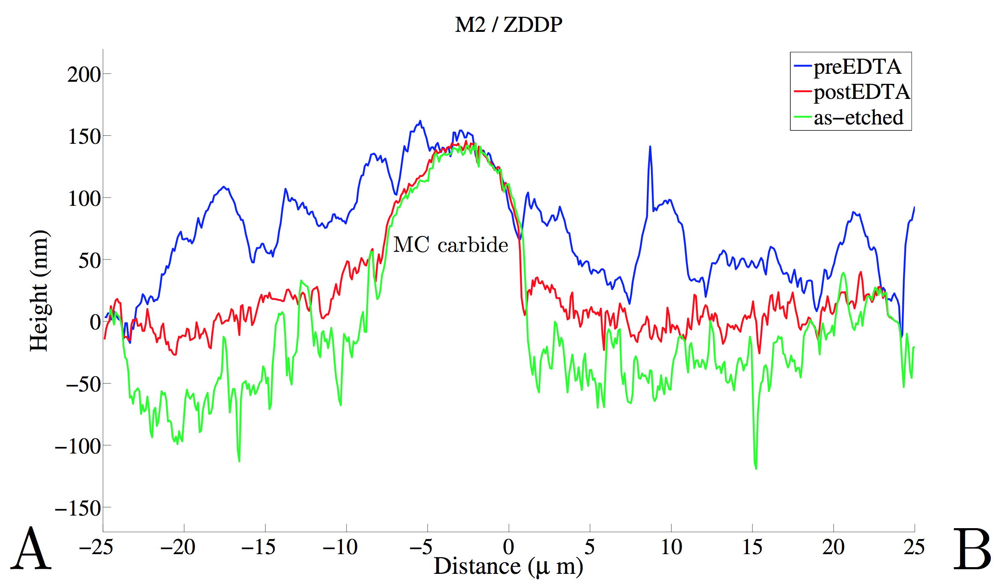 M2 / ZDDP
preEDTA
postEDTA
as−etched
Height (nm)
200
150
100
50
0
−50
−100
−150
MC carbide
−25
−20
−15
−10
−5
0
5
10
15
20
25
Distance (μ m)
A
B